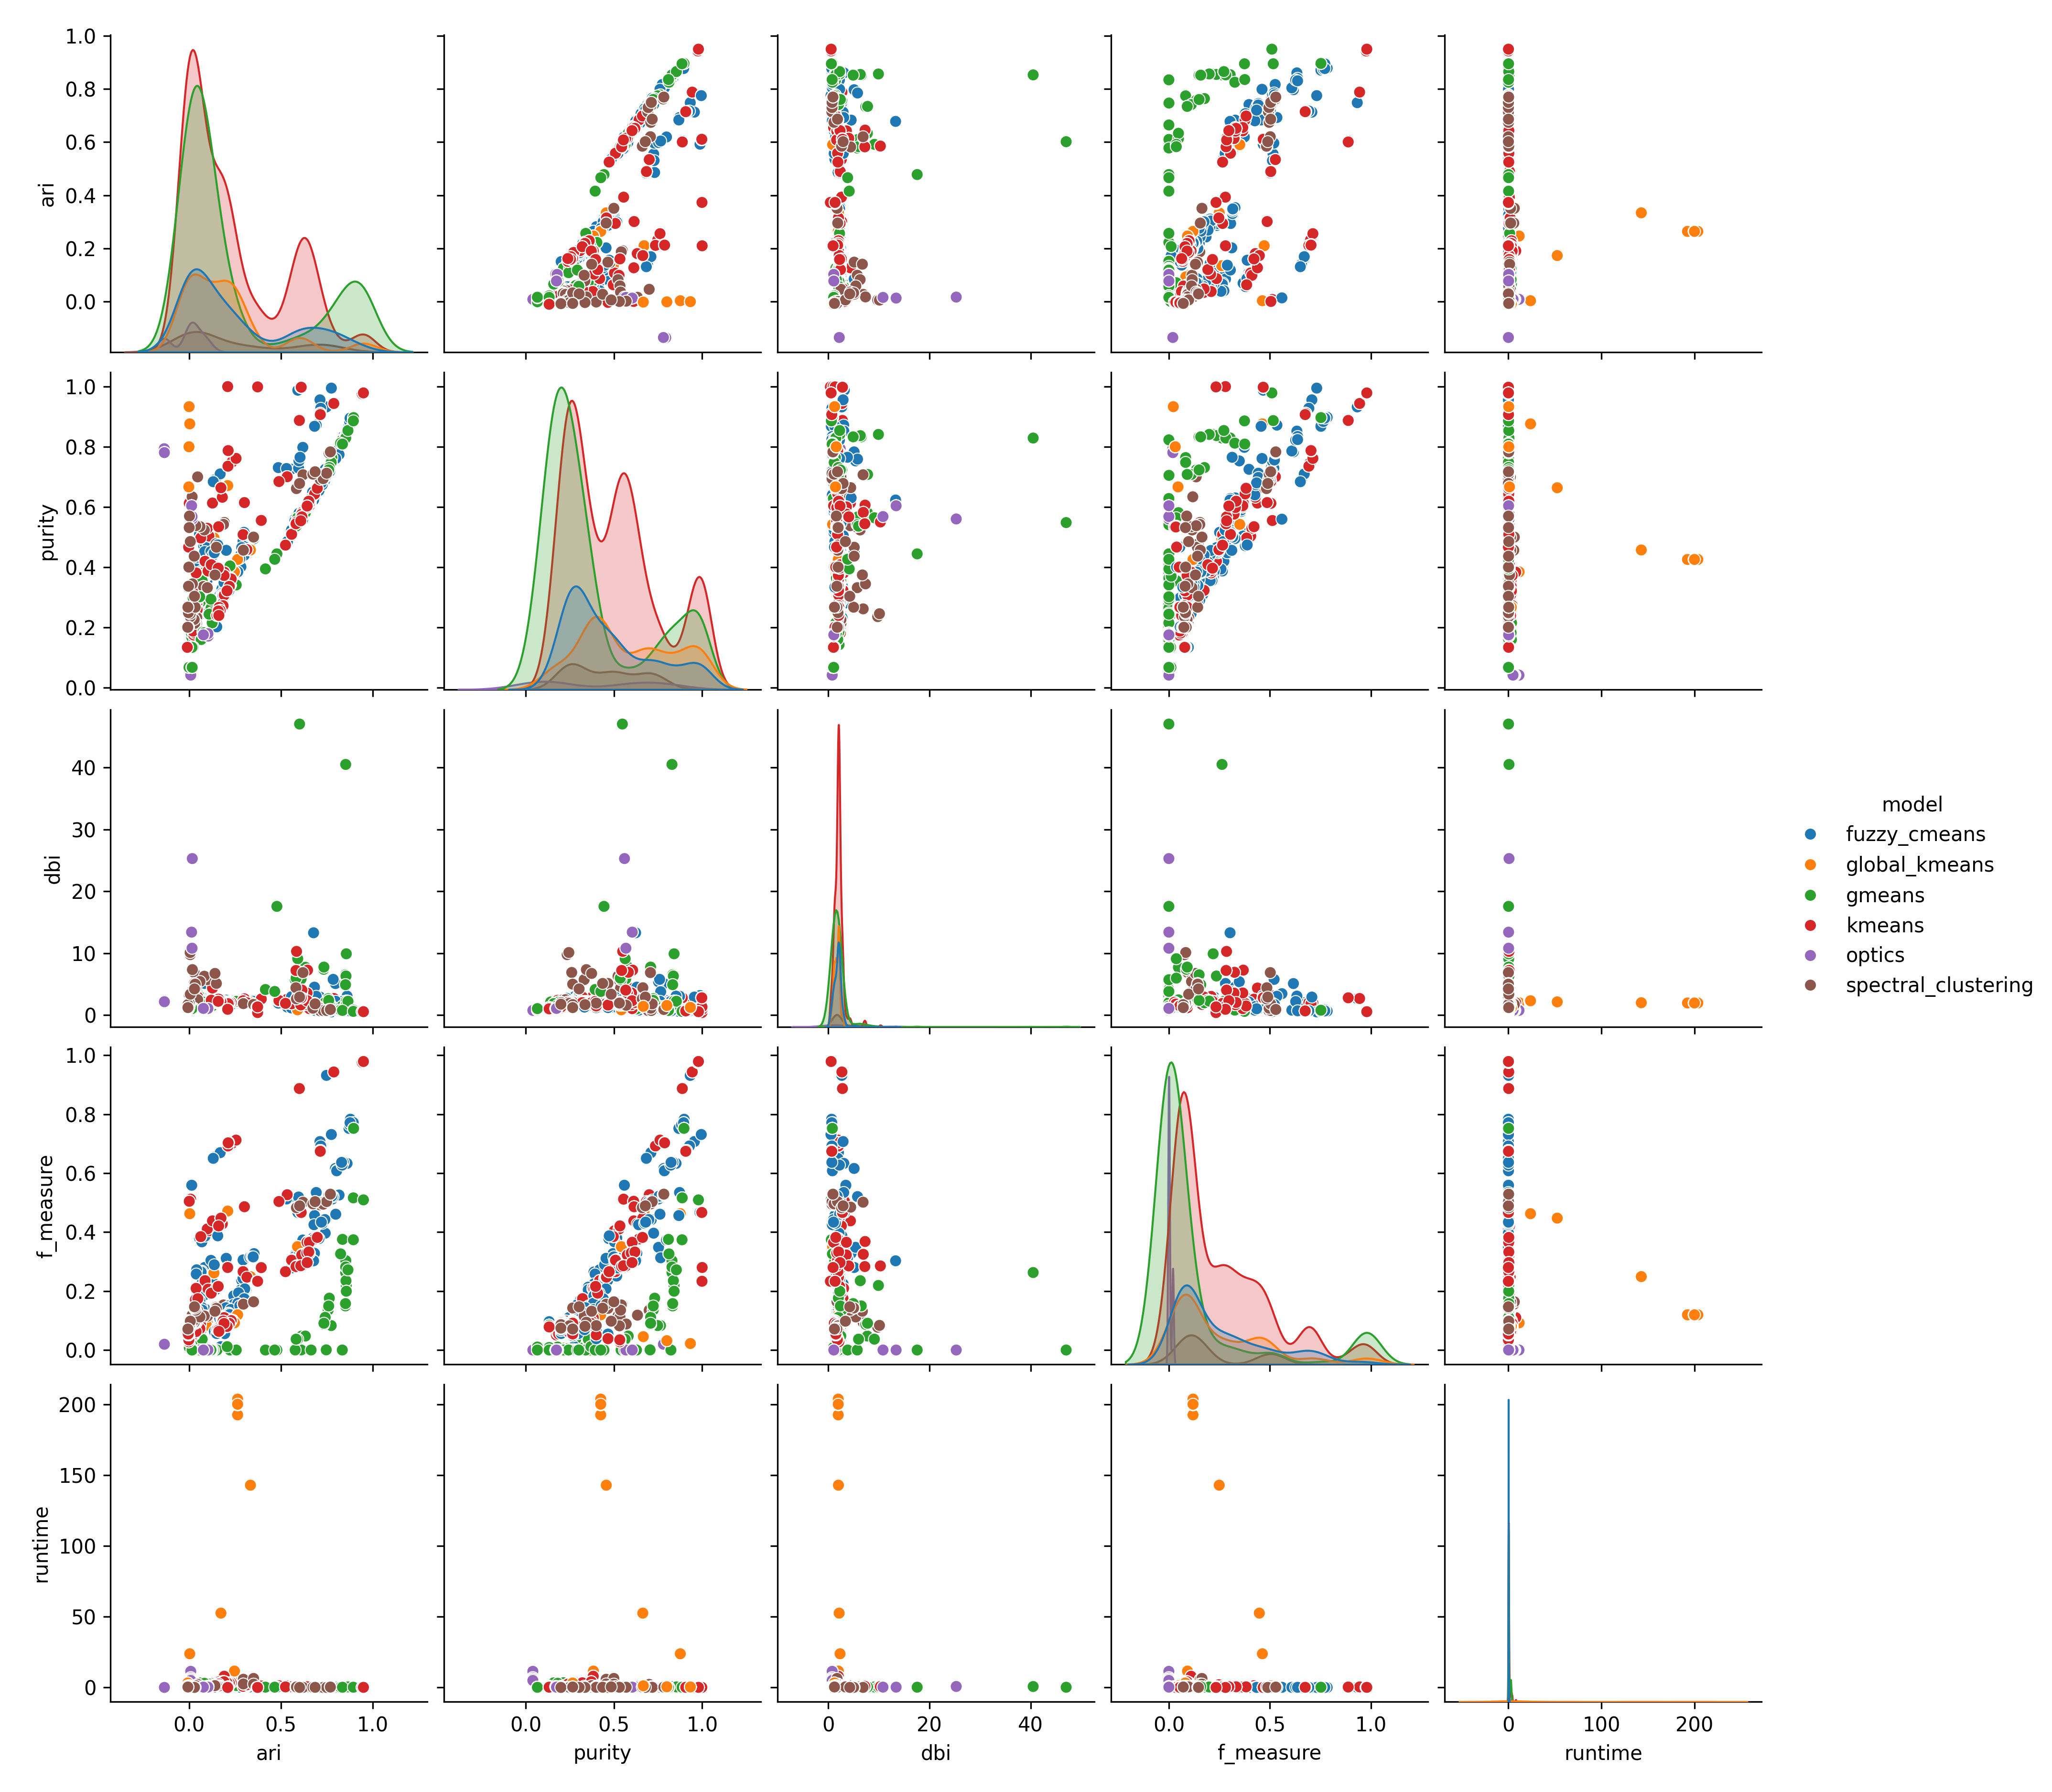 1.0
0.8
0.6
ari
0.4
0.2
0.0
1.0
0.8
purity
0.6
0.4
0.2
0.0
40
30
dbi
20
10
0
model
fuzzy_cmeans
global_kmeans
gmeans
kmeans
optics
spectral_clustering
1.0
0.8
0.6
f_measure
0.4
0.2
0.0
200
150
runtime
100
50
0
0.0 0.5 1.0 0.0 0.5 1.0 0 20 40 0.0 0.5 1.0 0 100 200
ari purity dbi f_measure runtime